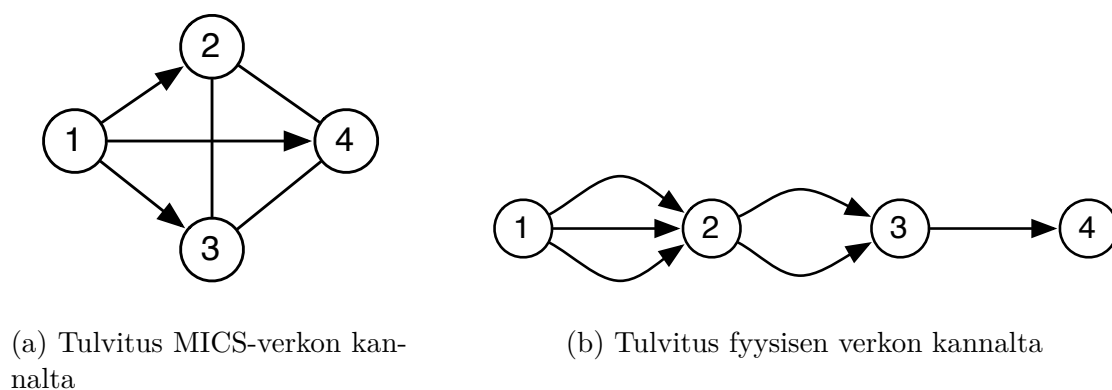 2
1
4
3
1
2
3
4
(a) Tulvitus MICS-verkon kan-
nalta
(b) Tulvitus fyysisen verkon kannalta